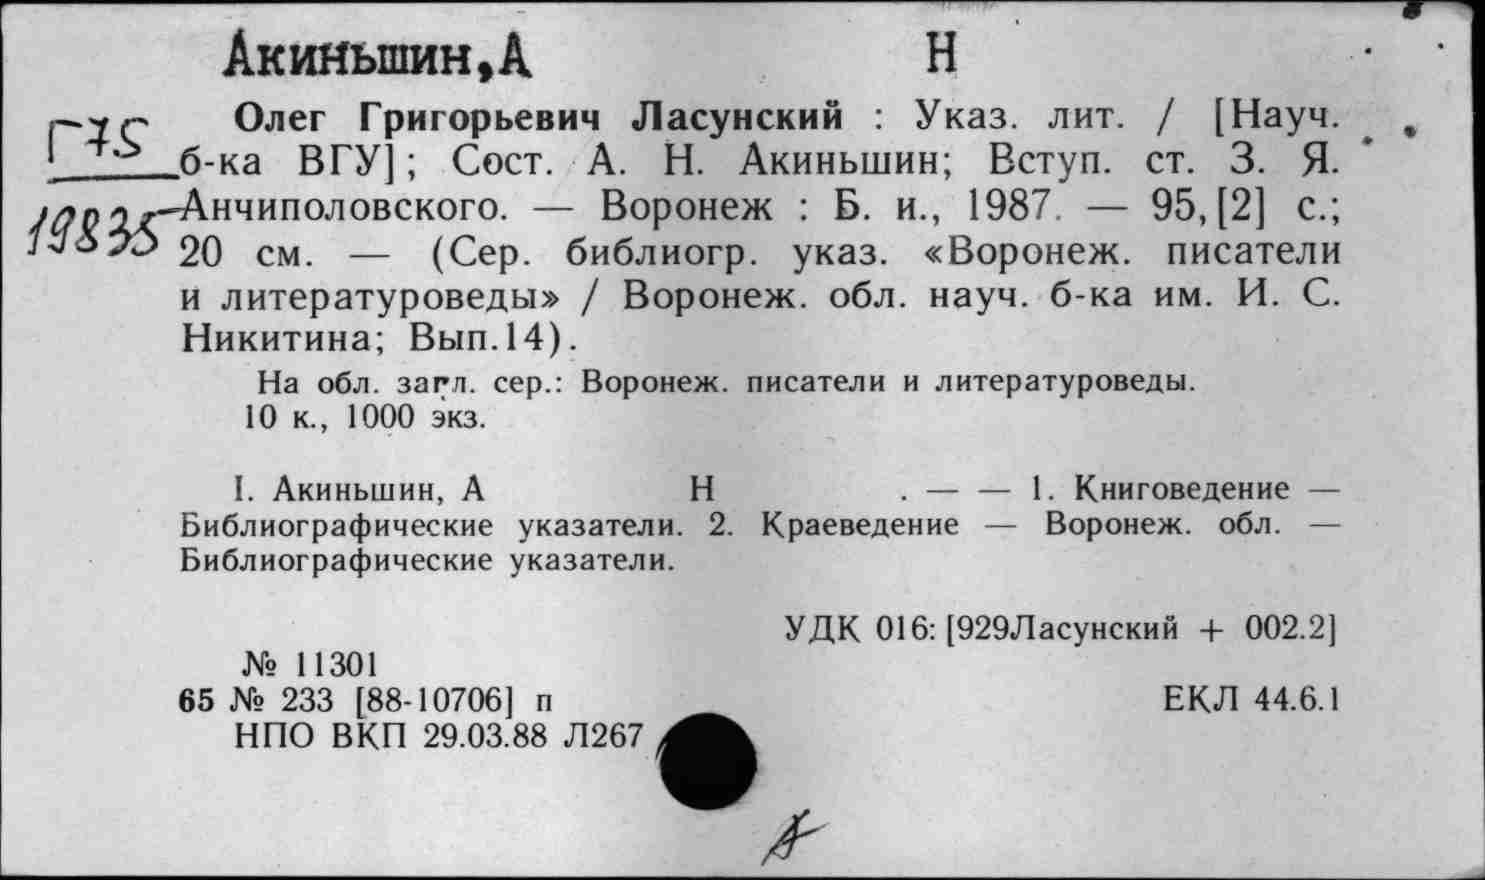 Акиньшин,А Н
Г75
19835
Олег Григорьевич Ласунский : Указ. лит. / [Науч.
б-ка ВГУ]; Сост. А. Н. Акиньшин; Вступ. ст. З. Я.
Анчиполовского. — Воронеж : Б. и., 1987. — 95,[2] с.;
20 см. — (Сер. библиогр. указ. «Воронеж. писатели
и литературоведы» / Воронеж. обл. науч. б-ка им. И. С.
Никитина; Вып.14).
На обл. загл. сер.: Воронеж. писатели и литературоведы.
10 к., 1000 экз.
I. Акиньшин, А Н . — — 1. Книговедение —
Библиографические указатели. 2. Краеведение — Воронеж. обл. —
Библиографические указатели.
УДК 016:[929Ласунский + 002.2]
№ 11301
65 № 233 [88-10706] п ЕКЛ 44.6.1
НПО ВКП 29.03.88 Л267